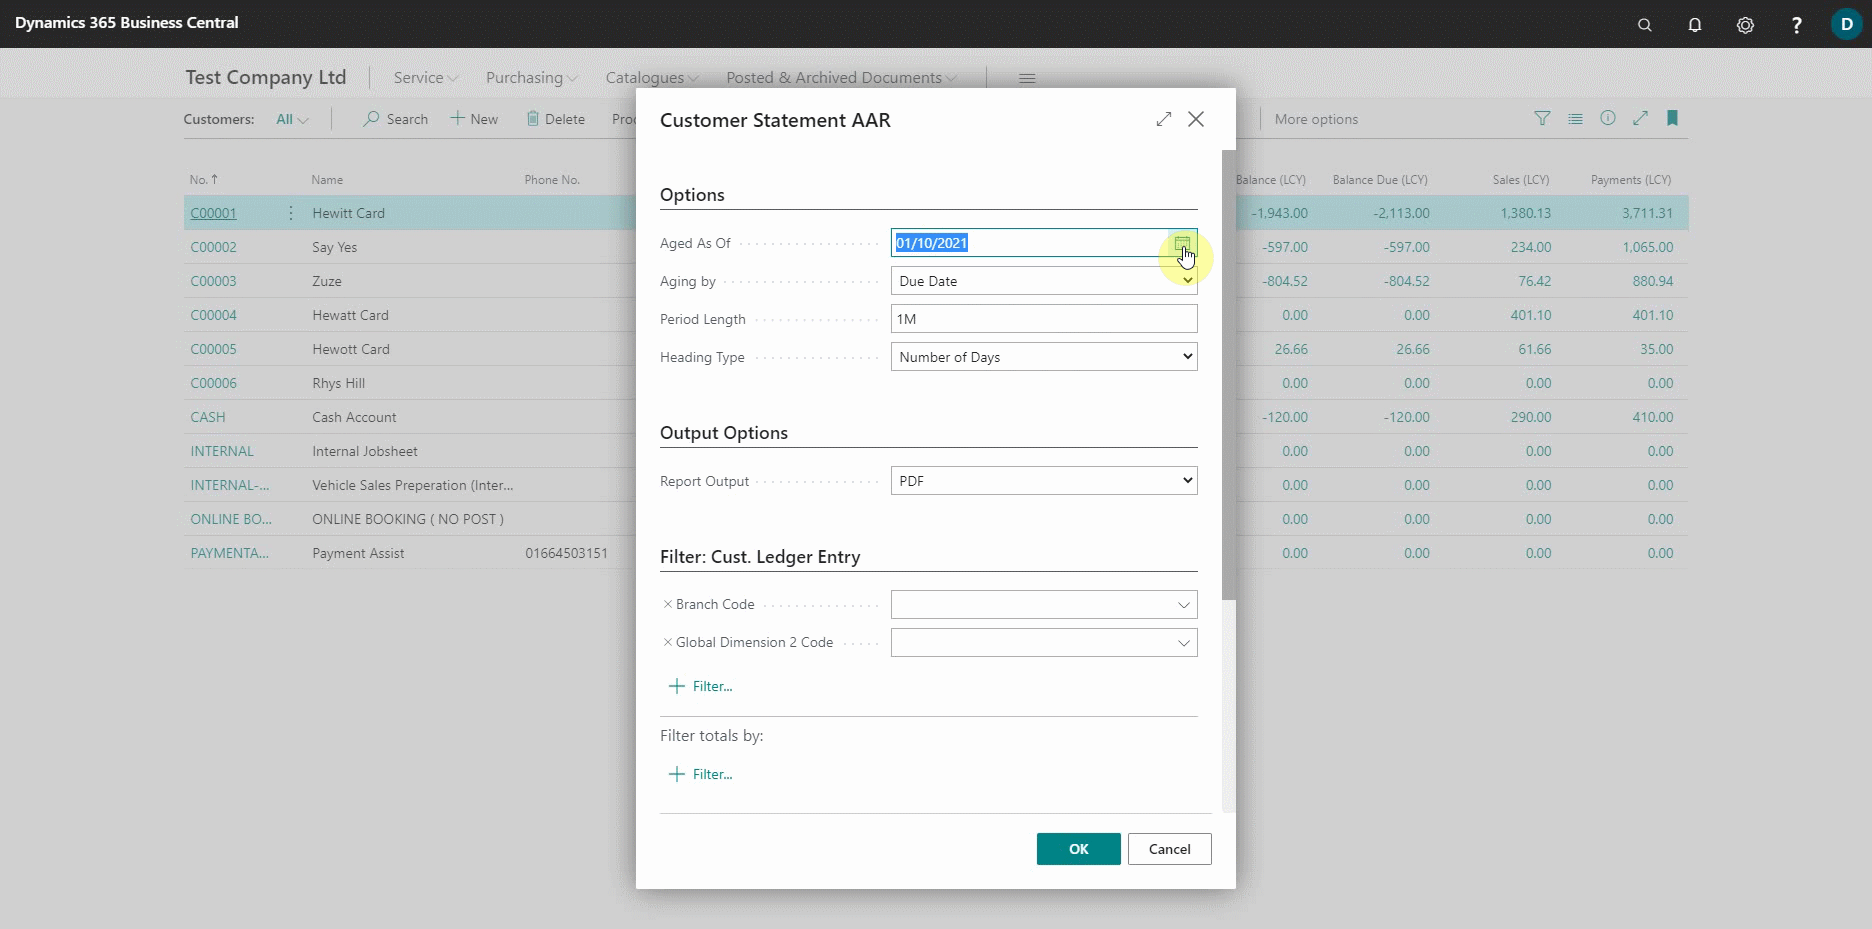 Dynamics 365 Business Central
?
D
Test Company Ltd
Service
Purchasing
Catalogues
Posted & Archived Documents
Customers:
All
Search
New
Delete
More options
No. ↑
Name
Phone No.
Balance (LCY)
Balance Due (LCY)
Sales (LCY)
Payments (LCY)
C00001 Hewitt Card -1,943.00 -2,113.00 1,380.13 3,711.31
C00002 Say Yes -597.00 -597.00 234.00 1,065.00
C00003 Zuze -804.52 -804.52 76.42 880.94
C00004 Hewatt Card 0.00 0.00 401.10 401.10
C00005 Hewott Card 26.66 26.66 61.66 35.00
C00006 Rhys Hill 0.00 0.00 0.00 0.00
CASH Cash Account -120.00 -120.00 290.00 410.00
INTERNAL Internal Jobsheet 0.00 0.00 0.00 0.00
INTERNAL-... Vehicle Sales Preperation (Inter... 0.00 0.00 0.00 0.00
ONLINE BO... ONLINE BOOKING ( NO POST ) 0.00 0.00 0.00 0.00
PAYMENTA... Payment Assist 01664503151 0.00 0.00 0.00 0.00
Customer Statement AAR
Options
Aged As Of 01/10/2021
Aging by Due Date
Period Length 1M
Heading Type Number of Days
Output Options
Report Output PDF
Filter: Cust. Ledger Entry
Branch Code
Global Dimension 2 Code
Filter...
Filter totals by:
Filter...
OK
Cancel